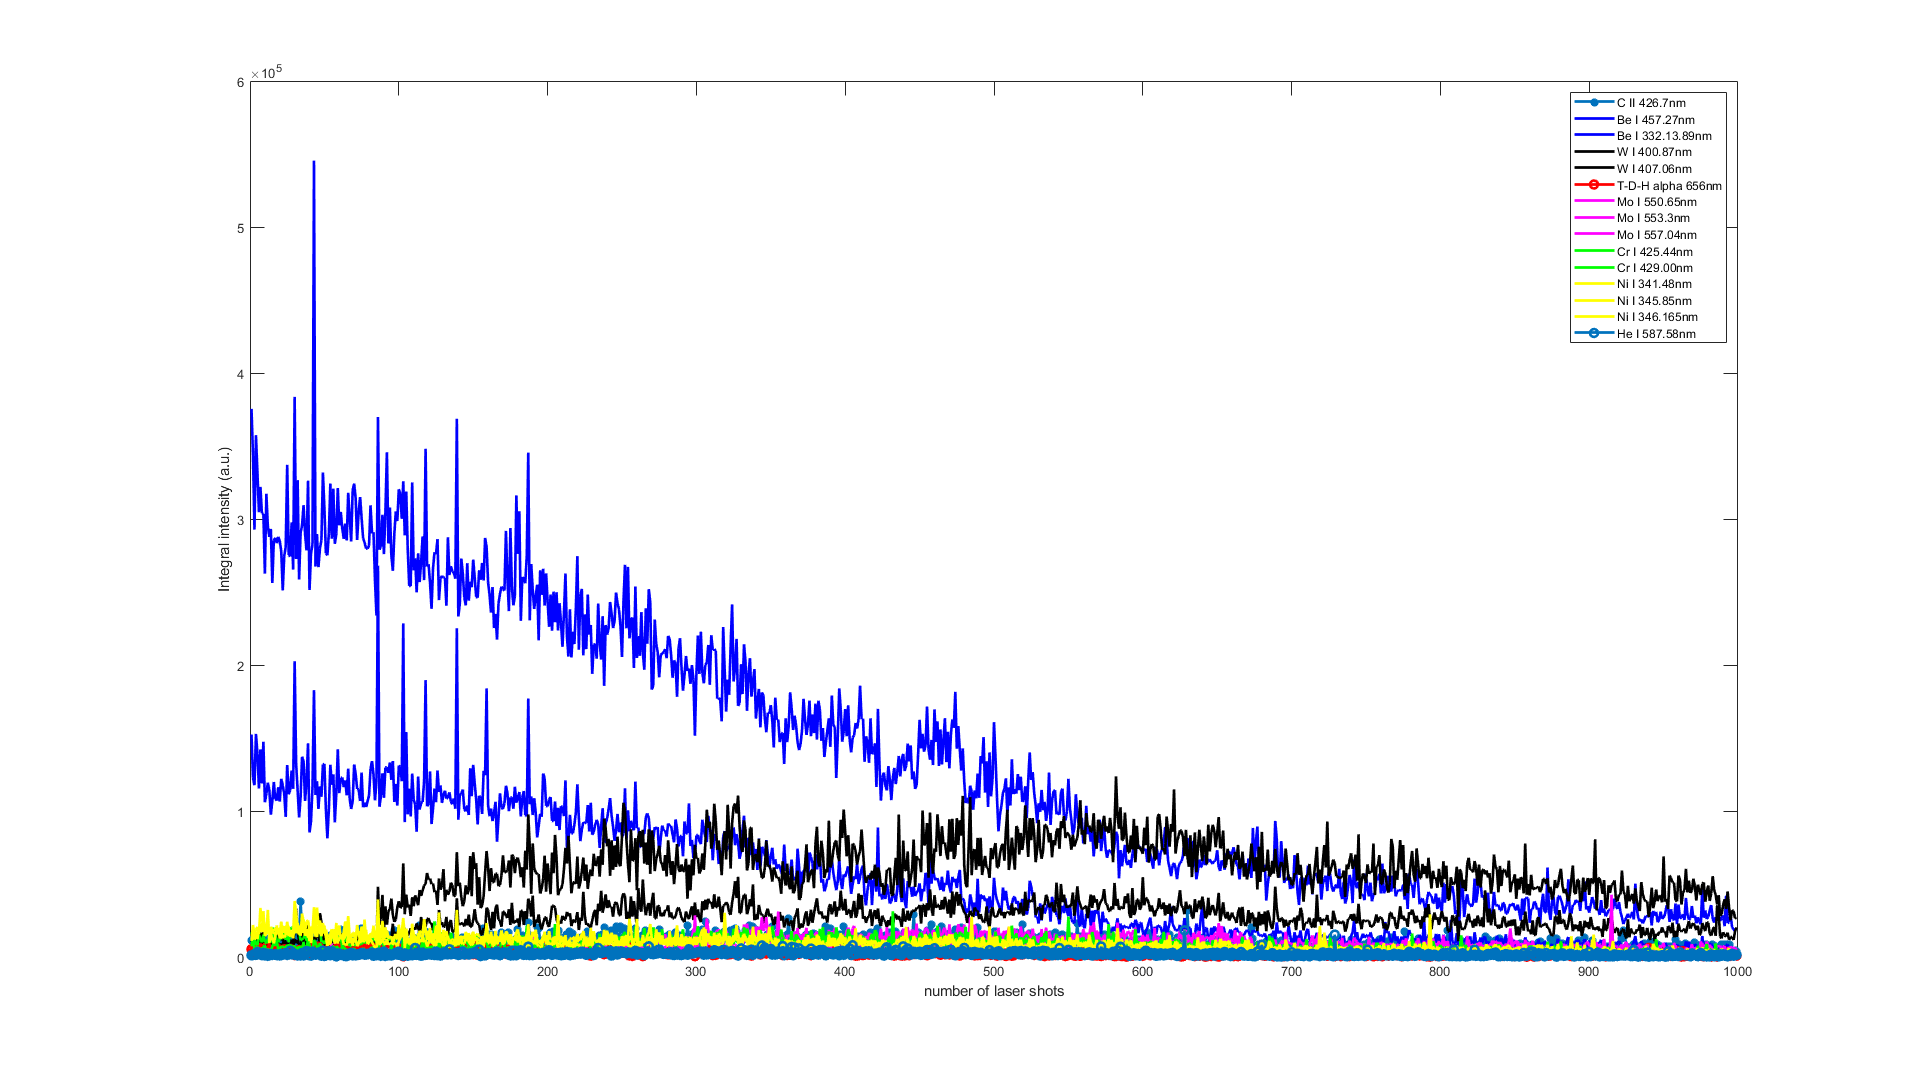 ×10^5
6
5
4
3
2
1
0
Integral intensity (a.u.)
C II 426.7nm
Be I 457.27nm
Be I 332.13.89nm
W I 400.87nm
W I 407.06nm
T-D-H alpha 656nm
Mo I 550.65nm
Mo I 553.3nm
Mo I 557.04nm
Cr I 425.44nm
Cr I 429.00nm
Ni I 341.48nm
Ni I 345.85nm
Ni I 346.165nm
He I 587.58nm
0 100 200 300 400 500 600 700 800 900 1000
number of laser shots